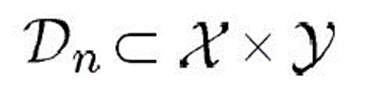 𝒟ₙ ⊂ 𝒳 × 𝒴